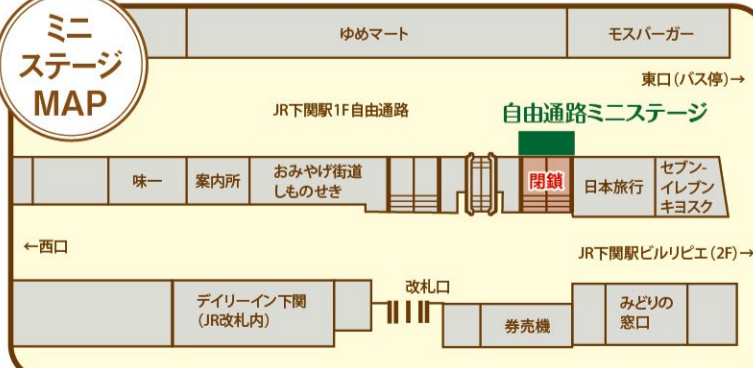 ミニ
ステージ
MAP
ゆめマート
モスバーガー
東口(バス停)→
JR下関駅1F自由通路
自由通路ミニステージ
味一
案内所
おみやげ街道
しものせき
閉鎖
日本旅行
セブン-
イレブン
キヨスク
←西口
JR下関駅ビルリピエ(2F)→
デイリーイン下関
(JR改札内)
改札口
券売機
みどりの
窓口